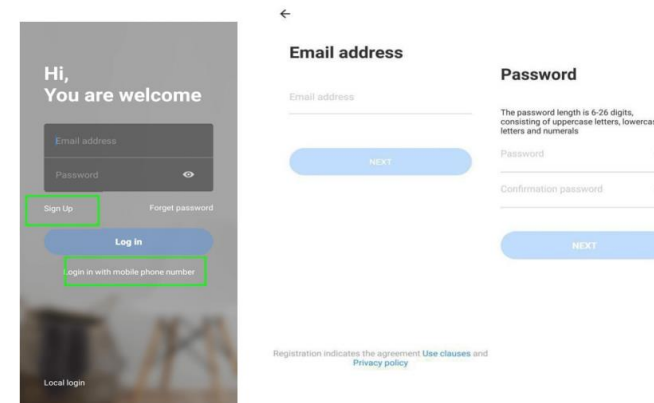 Hi,
You are welcome
Email address
Password
Sign Up
Forget password
Log in
Login in with mobile phone number
Local login
Email address
Email address
NEXT
Registration indicates the agreement Use clauses and
Privacy policy
Password
The password length is 6-26 digits,
consisting of uppercase letters, lowercas
letters and numerals
Password
Confirmation password
NEXT